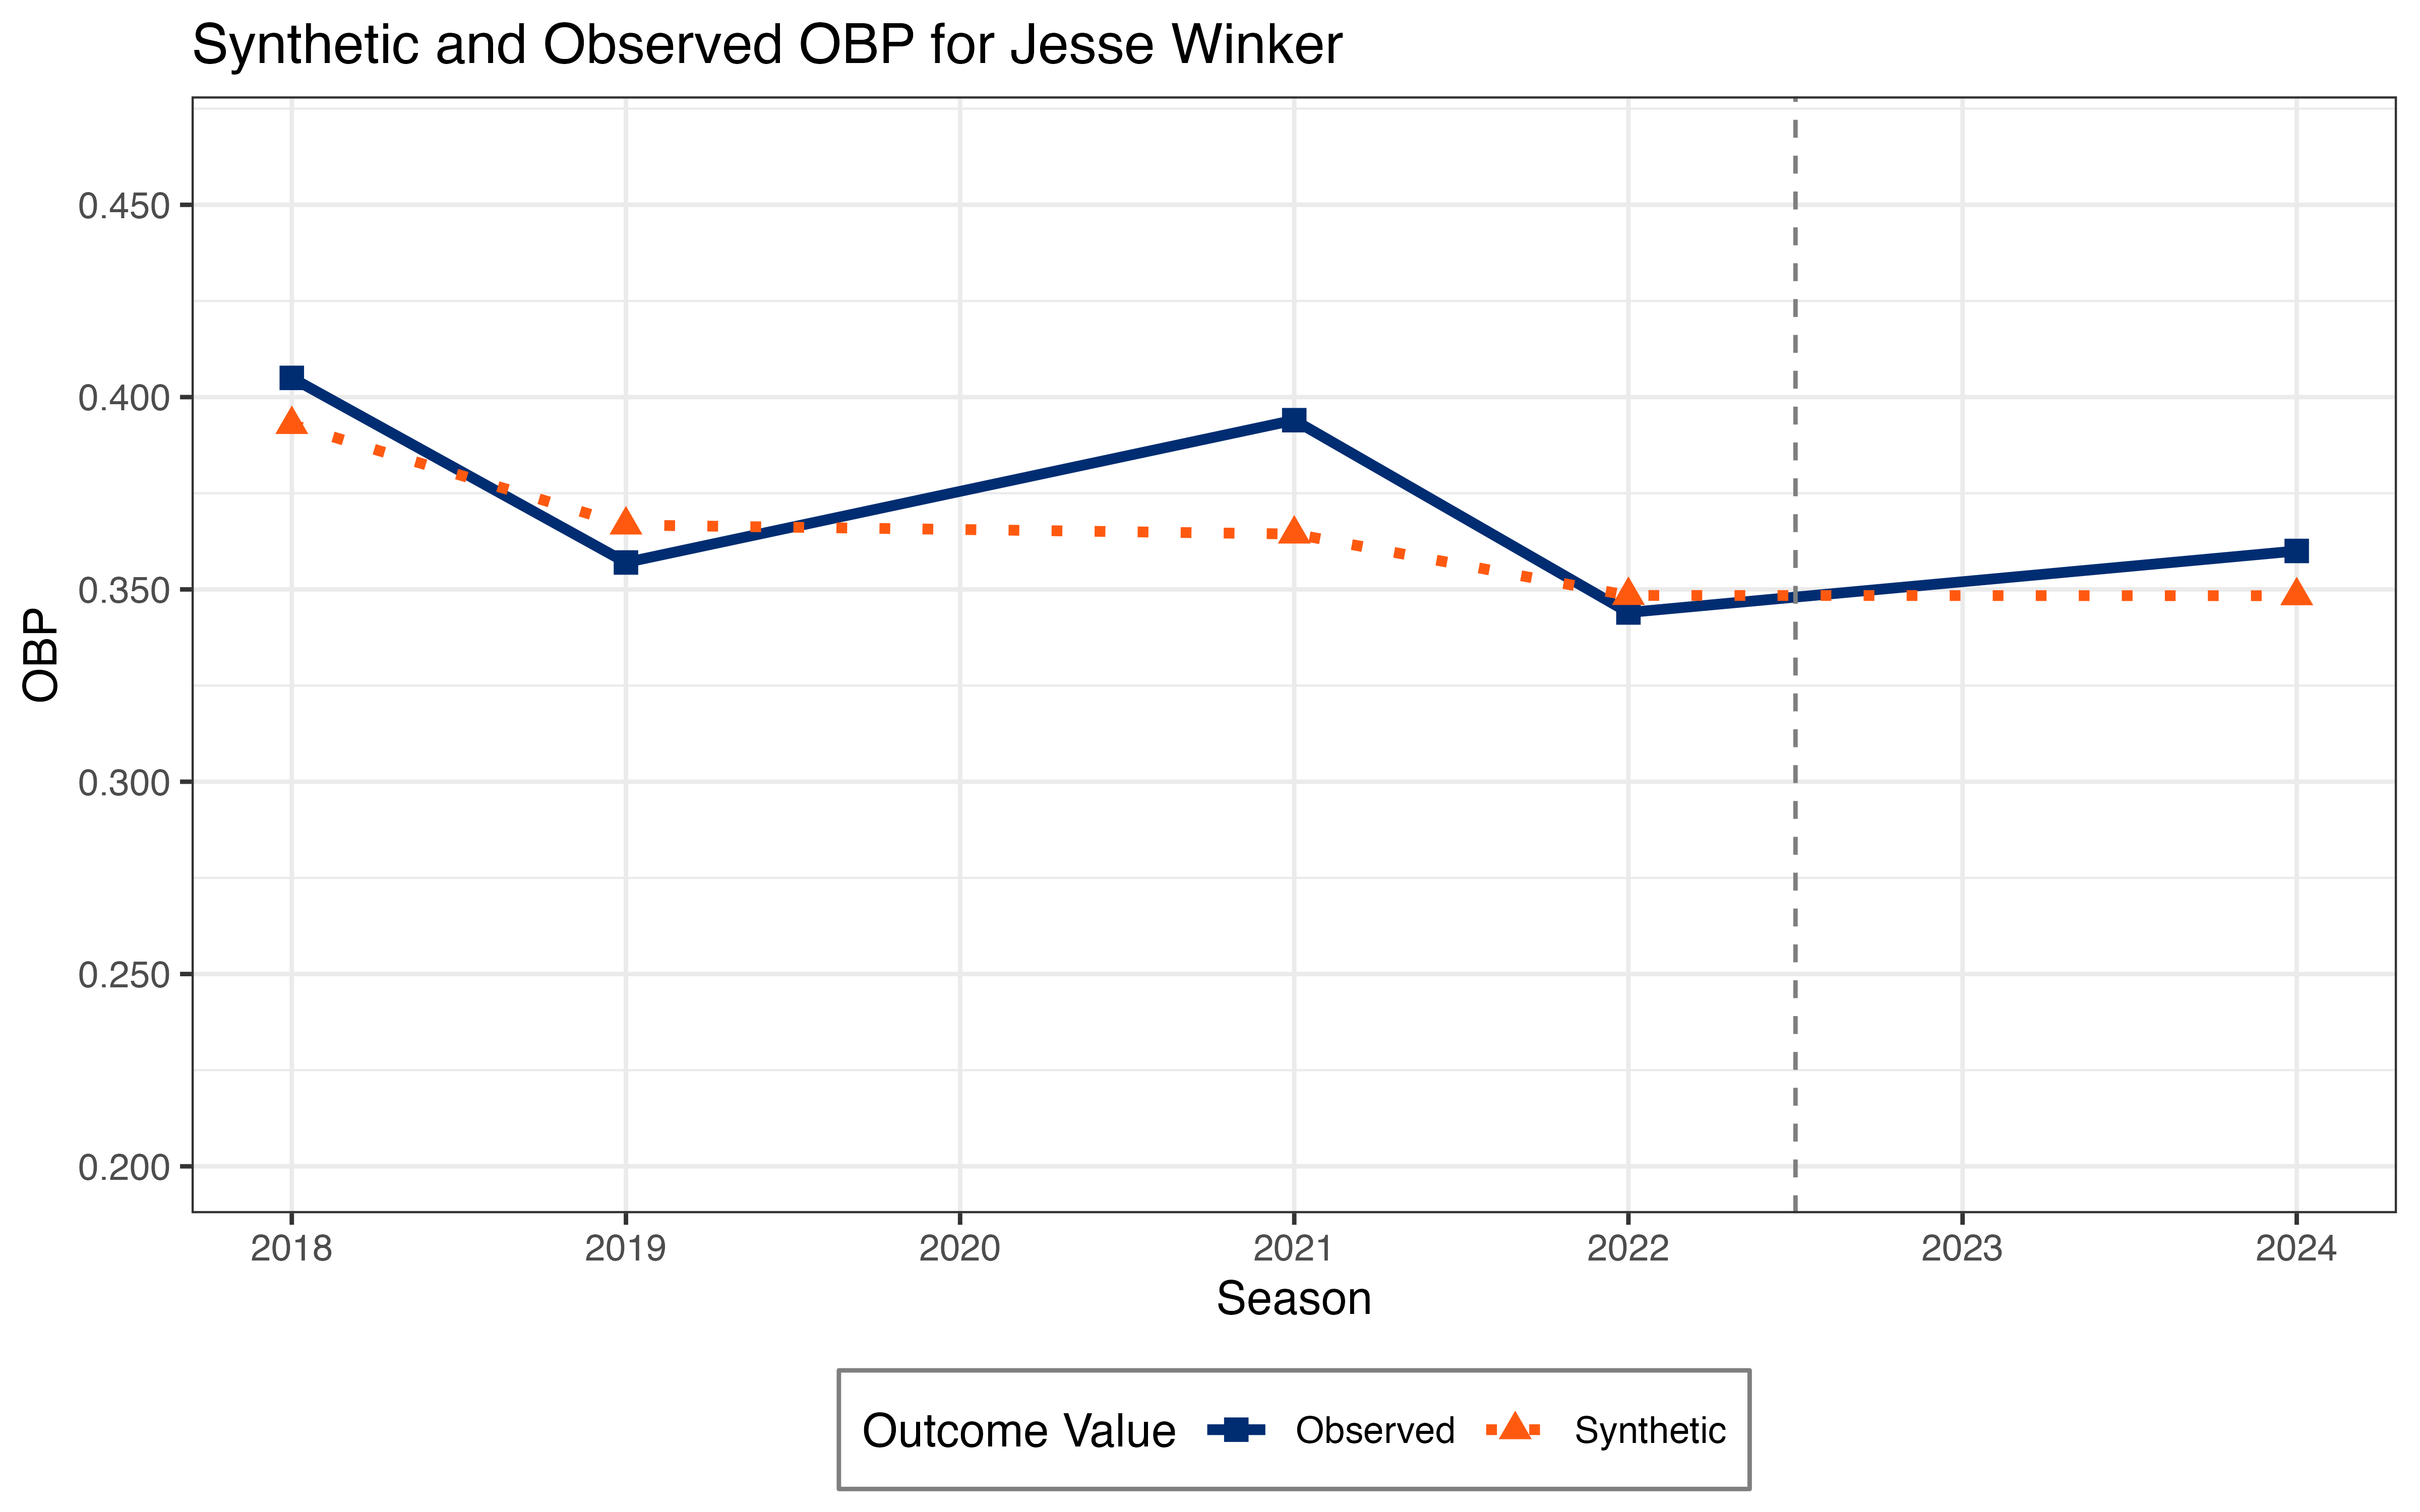 Synthetic and Observed OBP for Jesse Winker
OBP
0.450
0.400
0.350
0.300
0.250
0.200
2018 2019 2020 2021 2022 2023 2024
Season
Outcome Value Observed Synthetic